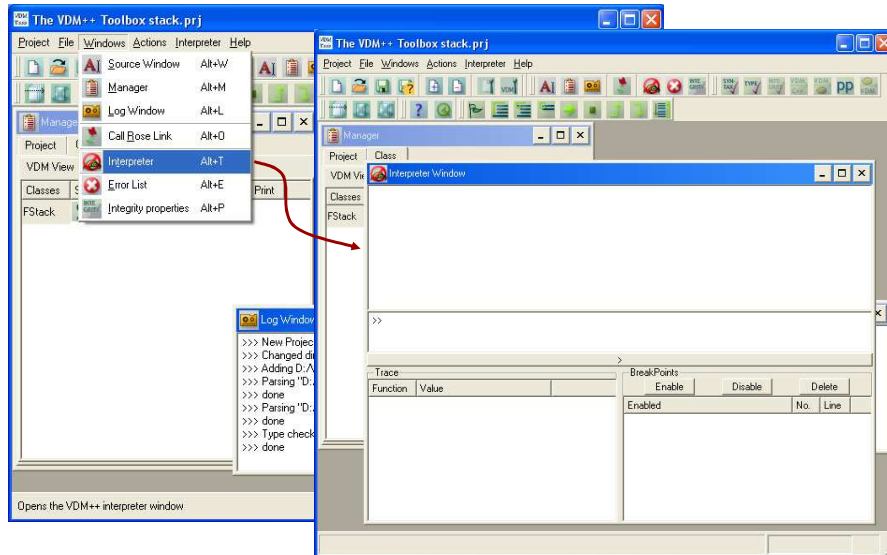 The VDM++ Toolbox stack.prj
Project File Windows Actions Interpreter Help
Source Window Alt+W
Manager Alt+M
Log Window Alt+L
Call Rose Link Alt+O
Interpreter Alt+T
Error List Alt+E
Integrity properties Alt+P
Manage
Project
VDM View
Classes S Print
FStack
Log Window
>>> New Projec
>>> Changed di
>>> Adding D:/
>>> Parsing "D:
>>> done
>>> Parsing "D:
>>> done
>>> Type check
>>> done
Opens the VDM++ interpreter window
The VDM++ Toolbox stack.prj
Project File Windows Actions Interpreter Help
Manager
Project Class
VDM Vie
Classes
FStack
Interpreter Window
>>
>
Trace
Function Value
BreakPoints
Enable Disable Delete
Enabled No. Line